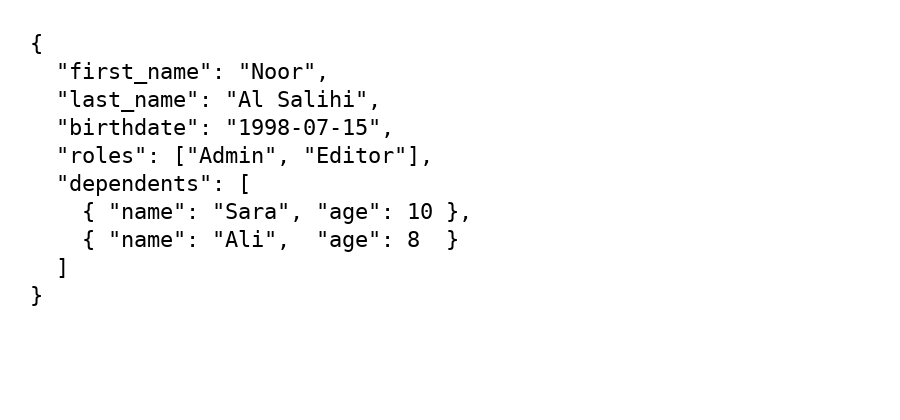 {
  "first_name": "Noor",
  "last_name": "Al Salihi",
  "birthdate": "1998-07-15",
  "roles": ["Admin", "Editor"],
  "dependents": [
    { "name": "Sara", "age": 10 },
    { "name": "Ali",  "age": 8  }
  ]
}